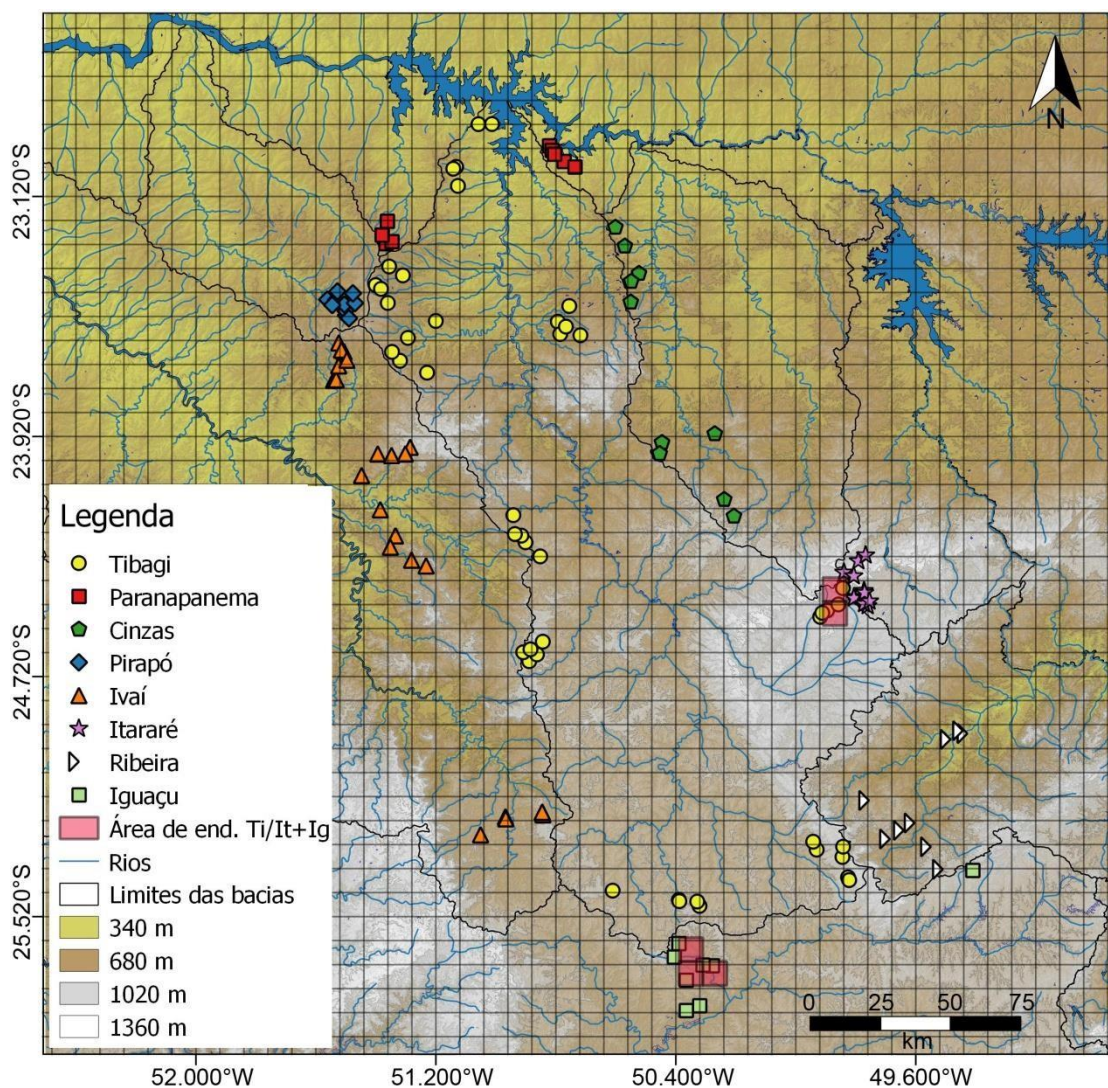 N
23.120°S
23.920°S
24.720°S
25.520°S
Legenda
Tibagi
Paranapanema
Cinzas
Pirapó
Ivaí
Itararé
Ribeira
Iguaçu
Área de end. Ti/It+Ig
Rios
Limites das bacias
340 m
680 m
1020 m
1360 m
0 25 50 75
km
52.000°W 51.200°W 50.400°W 49.600°W